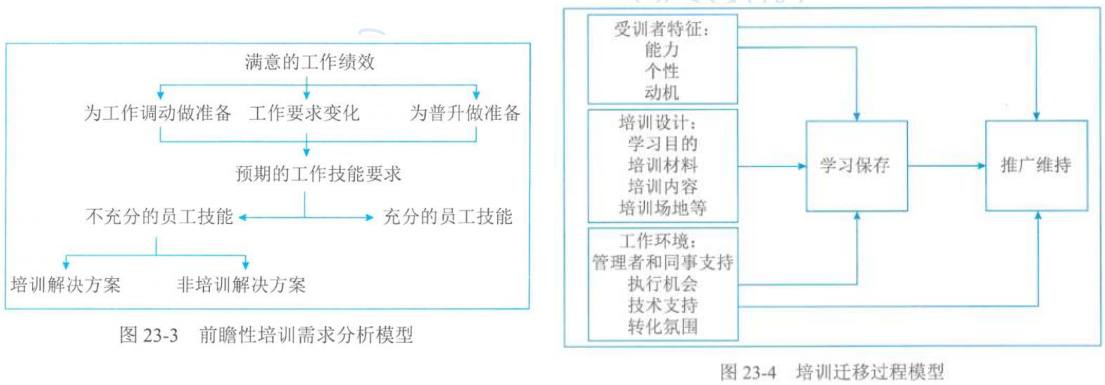 满意的工作绩效
为工作调动做准备 工作要求变化 为普升做准备
预期的工作技能要求
不充分的员工技能 充分的员工技能
培训解决方案 非培训解决方案
图 23-3 前瞻性培训需求分析模型
受训者特征：
能力
个性
动机
培训设计：
学习目的
培训材料
培训内容
培训场地等
工作环境：
管理者和同事支持
执行机会
技术支持
转化氛围
学习保存
推广维持
图 23-4 培训迁移过程模型